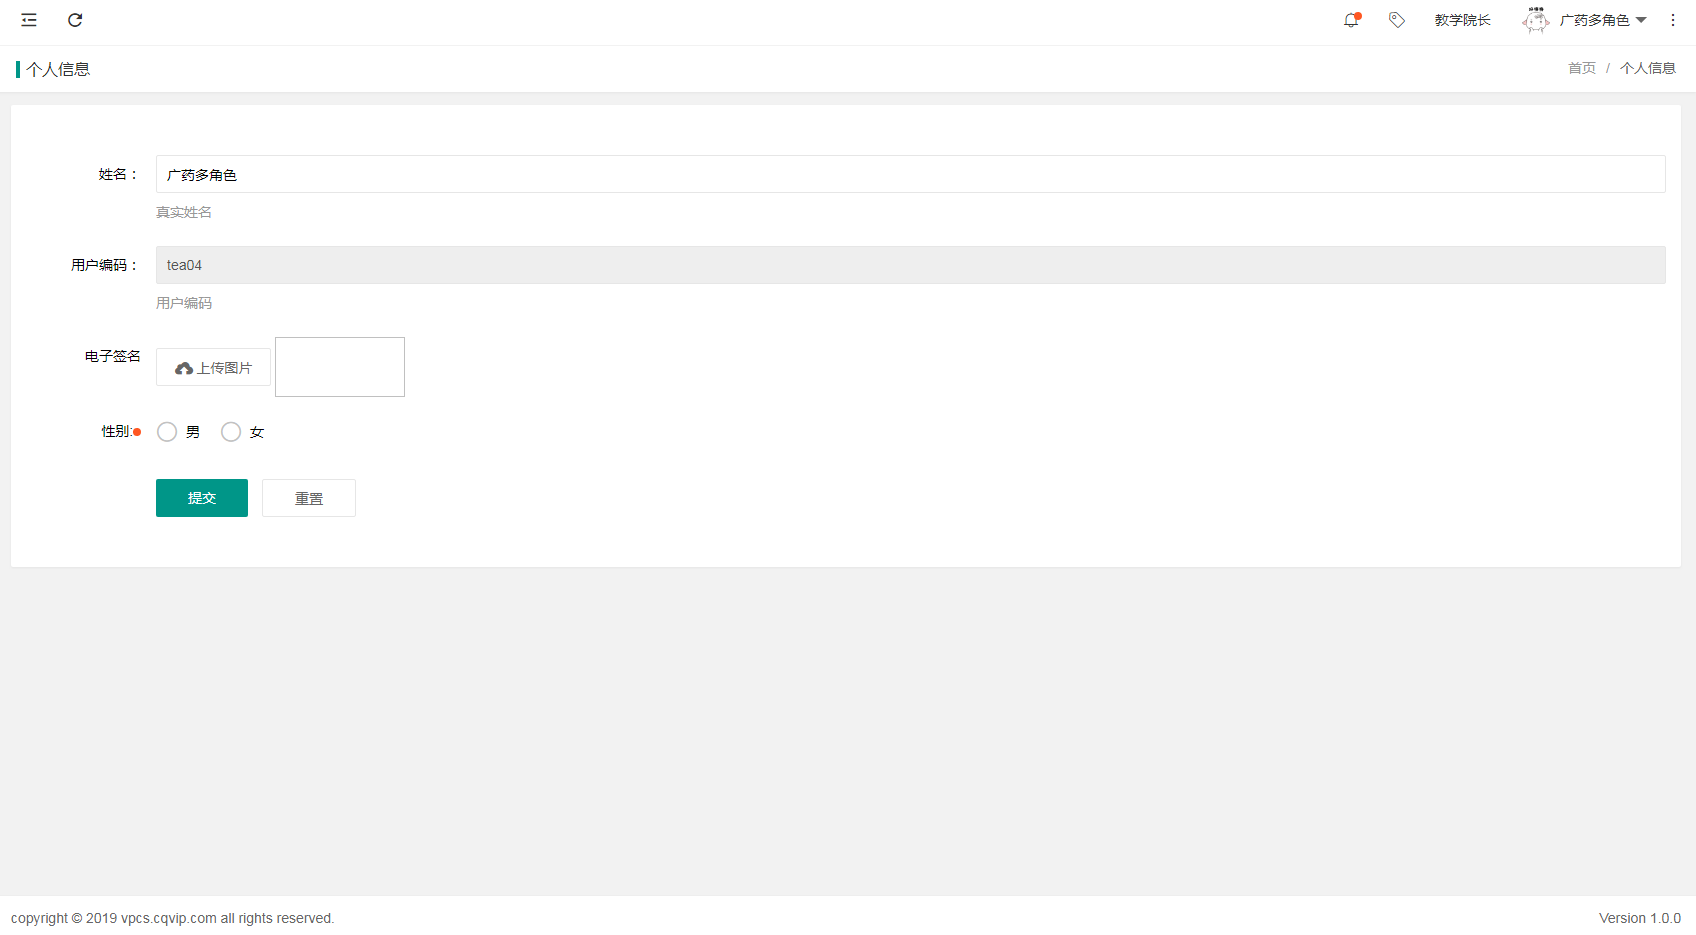 教学院长 广药多角色
个人信息 首页 / 个人信息
姓名： 广药多角色
真实姓名
用户编码： tea04
用户编码
电子签名 上传图片
性别: 男 女
提交 重置
copyright © 2019 vpcs.cqvip.com all rights reserved. Version 1.0.0